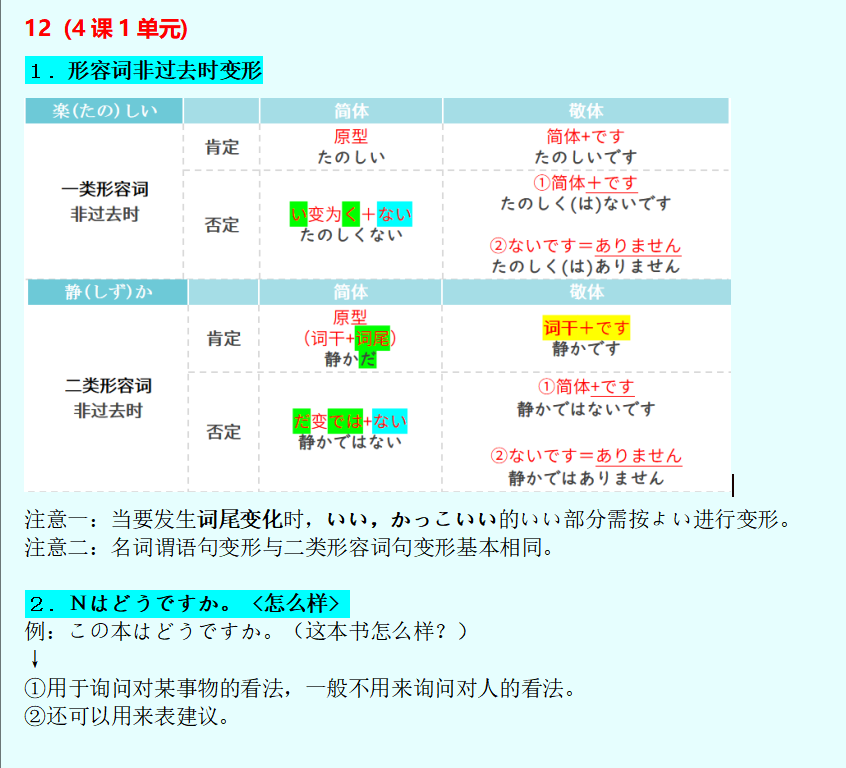 12（4 课 1 单元）
１．形容词非过去时变形
楽（たの）しい 简体 敬体
一类形容词
非过去时
肯定
原型
たのしい
简体+です
たのしいです
否定
い变为く＋ない
たのしくない
①简体＋です
たのしく(は)ないです
②ないです＝ありません
たのしく(は)ありません
静（しず）か 简体 敬体
二类形容词
非过去时
肯定
原型
（词干+词尾）
静かだ
词干＋です
静かです
否定
だ变では+ない
静かではない
①简体+です
静かではないです
②ないです＝ありません
静かではありません
注意一：当要发生词尾变化时，いい，かっこいい的いい部分需按よい进行变形。
注意二：名词谓语句变形与二类形容词句变形基本相同。
２．Nはどうですか。<怎么样>
例：この本はどうですか。（这本书怎么样？）
↓
①用于询问对某事物的看法，一般不用来询问对人的看法。
②还可以用来表建议。